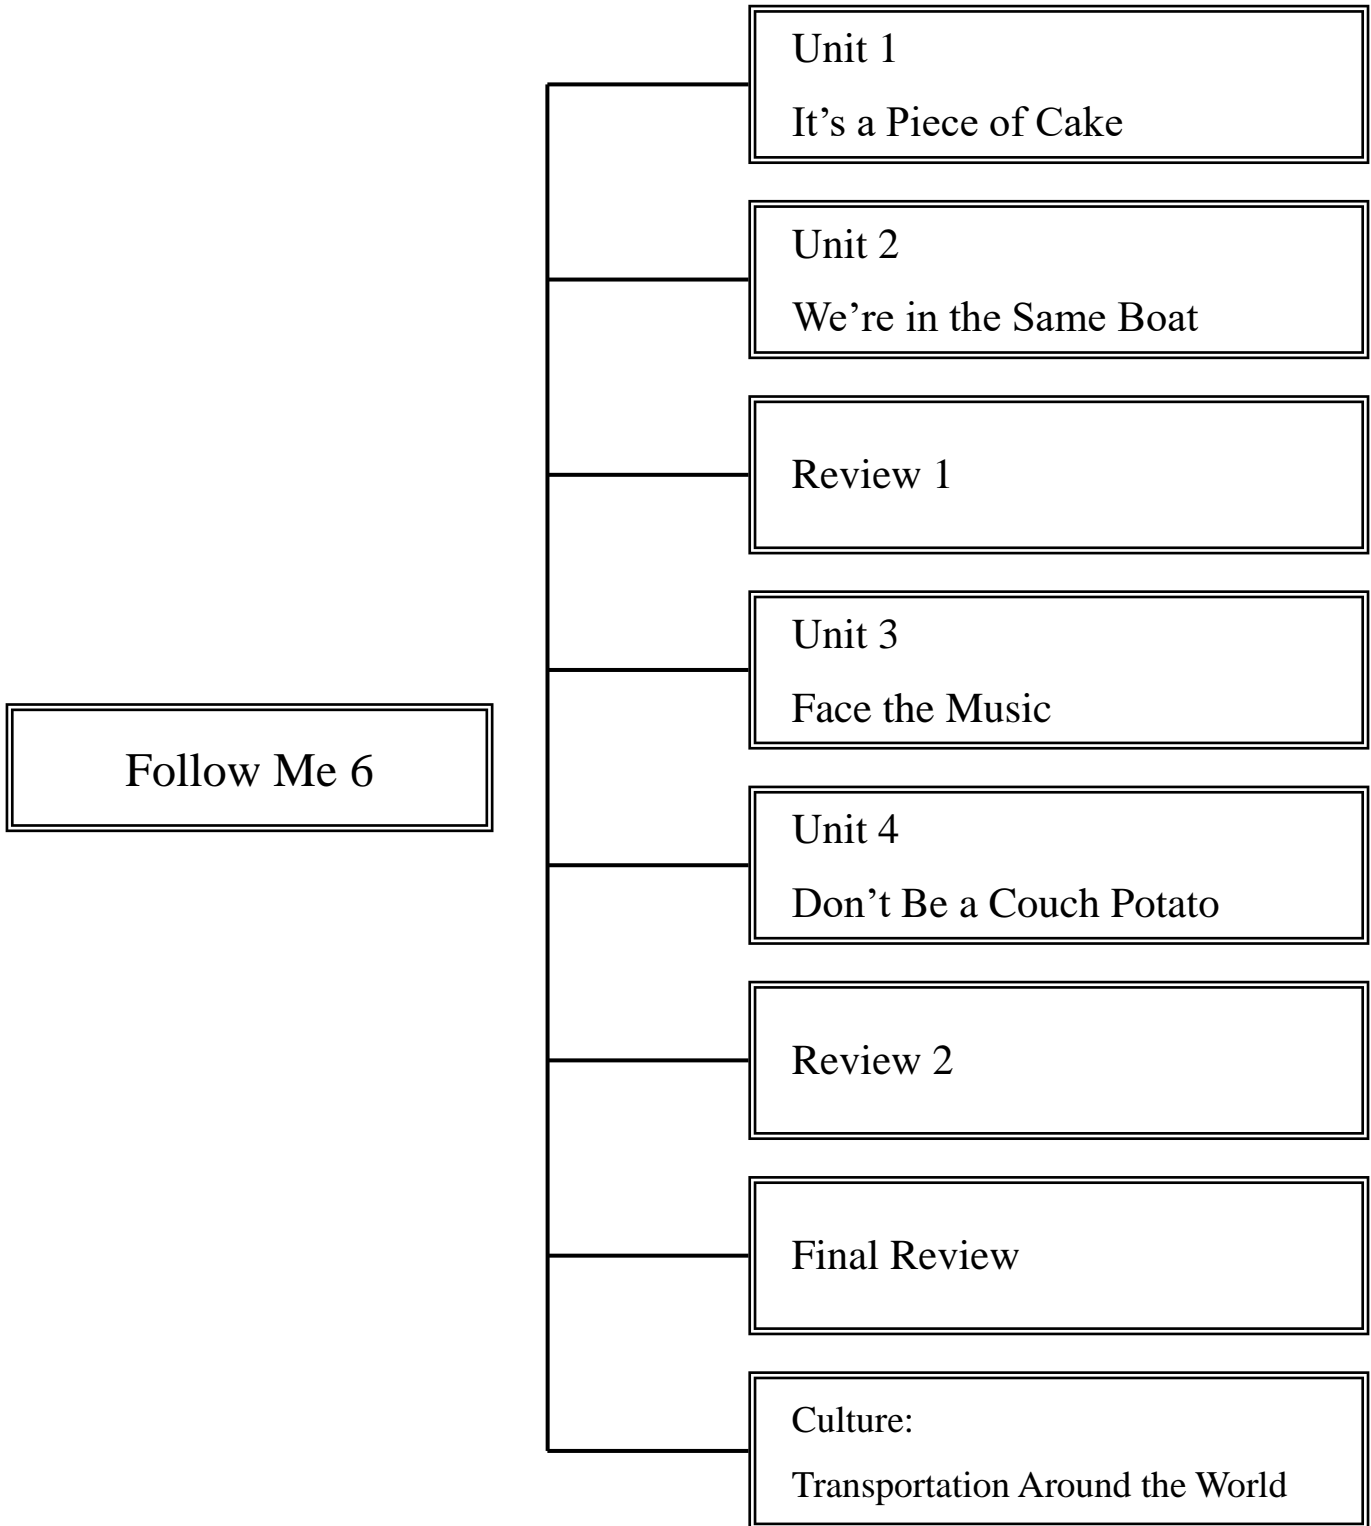 Follow Me 6
Unit 1
It’s a Piece of Cake
Unit 2
We’re in the Same Boat
Review 1
Unit 3
Face the Music
Unit 4
Don’t Be a Couch Potato
Review 2
Final Review
Culture:
Transportation Around the World